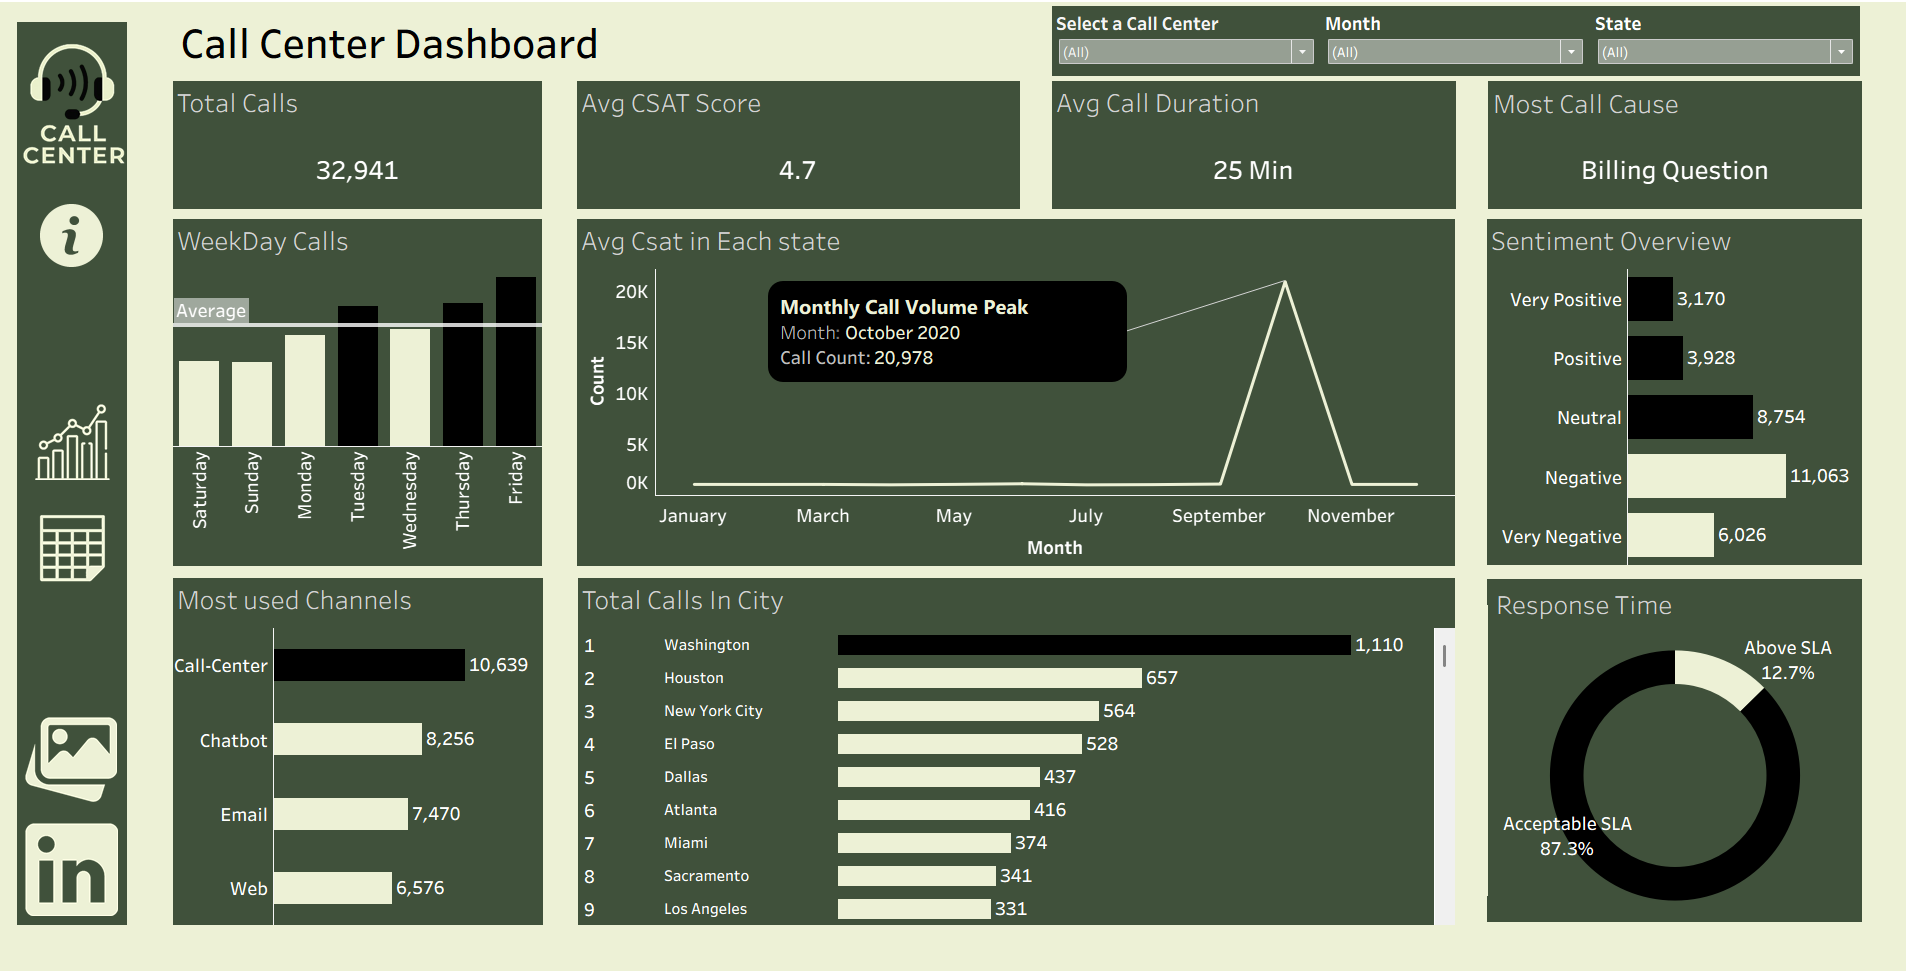 CALL
CENTER
Call Center Dashboard
Select a Call Center
(All)
Month
(All)
State
(All)
Total Calls
32,941
Avg CSAT Score
4.7
Avg Call Duration
25 Min
Most Call Cause
Billing Question
WeekDay Calls
Average
Saturday
Sunday
Monday
Tuesday
Wednesday
Thursday
Friday
Avg Csat in Each state
Count
20K
15K
10K
5K
0K
Monthly Call Volume Peak
Month: October 2020
Call Count: 20,978
January
March
May
July
September
November
Month
Sentiment Overview
Very Positive 3,170
Positive 3,928
Neutral 8,754
Negative 11,063
Very Negative 6,026
Most used Channels
Call-Center 10,639
Chatbot 8,256
Email 7,470
Web 6,576
Total Calls In City
1 Washington 1,110
2 Houston 657
3 New York City 564
4 El Paso 528
5 Dallas 437
6 Atlanta 416
7 Miami 374
8 Sacramento 341
9 Los Angeles 331
Response Time
Above SLA
12.7%
Acceptable SLA
87.3%
in